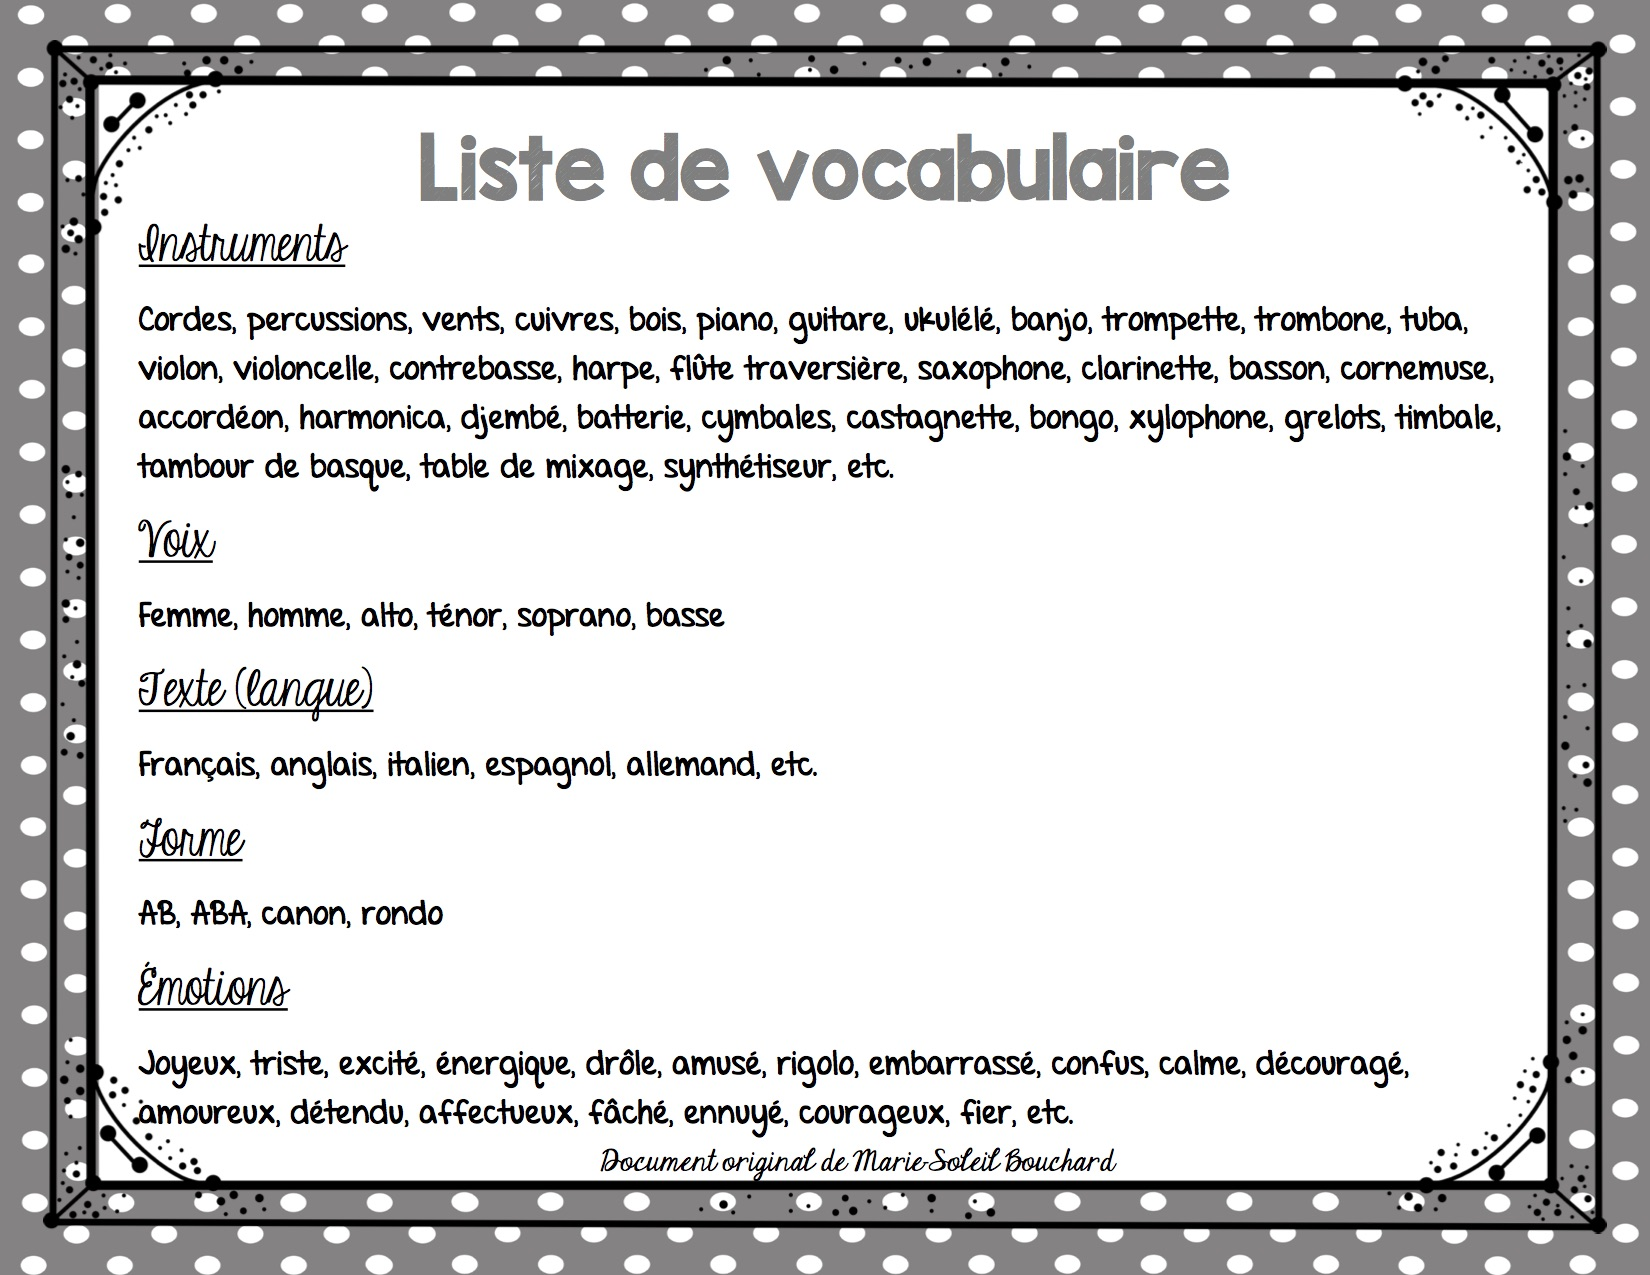 Liste de vocabulaire
Instruments
Cordes, percussions, vents, cuivres, bois, piano, guitare, ukulélé, banjo, trompette, trombone, tuba,
violon, violoncelle, contrebasse, harpe, flûte traversière, saxophone, clarinette, basson, cornemuse,
accordéon, harmonica, djembé, batterie, cymbales, castagnette, bongo, xylophone, grelots, timbale,
tambour de basque, table de mixage, synthétiseur, etc.
Voix
Femme, homme, alto, ténor, soprano, basse
Texte (langue)
Français, anglais, italien, espagnol, allemand, etc.
Forme
AB, ABA, canon, rondo
Émotions
Joyeux, triste, excité, énergique, drôle, amusé, rigolo, embarrassé, confus, calme, découragé,
amoureux, détendu, affectueux, fâché, ennuyé, courageux, fier, etc.
Document original de Marie-Soleil Bouchard